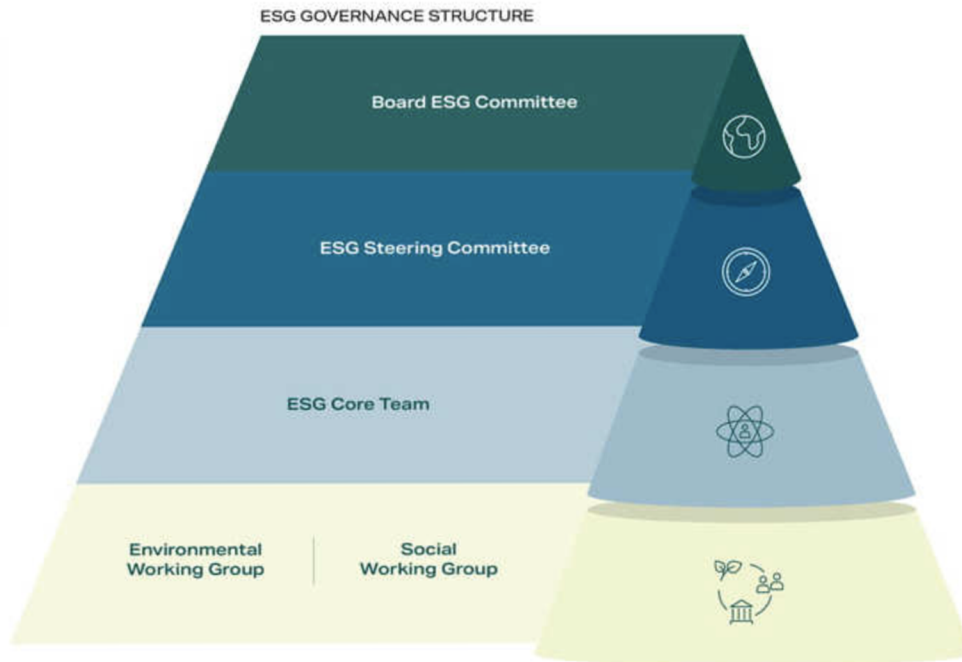 ESG GOVERNANCE STRUCTURE
Board ESG Committee
ESG Steering Committee
ESG Core Team
Environmental
Working Group
Social
Working Group